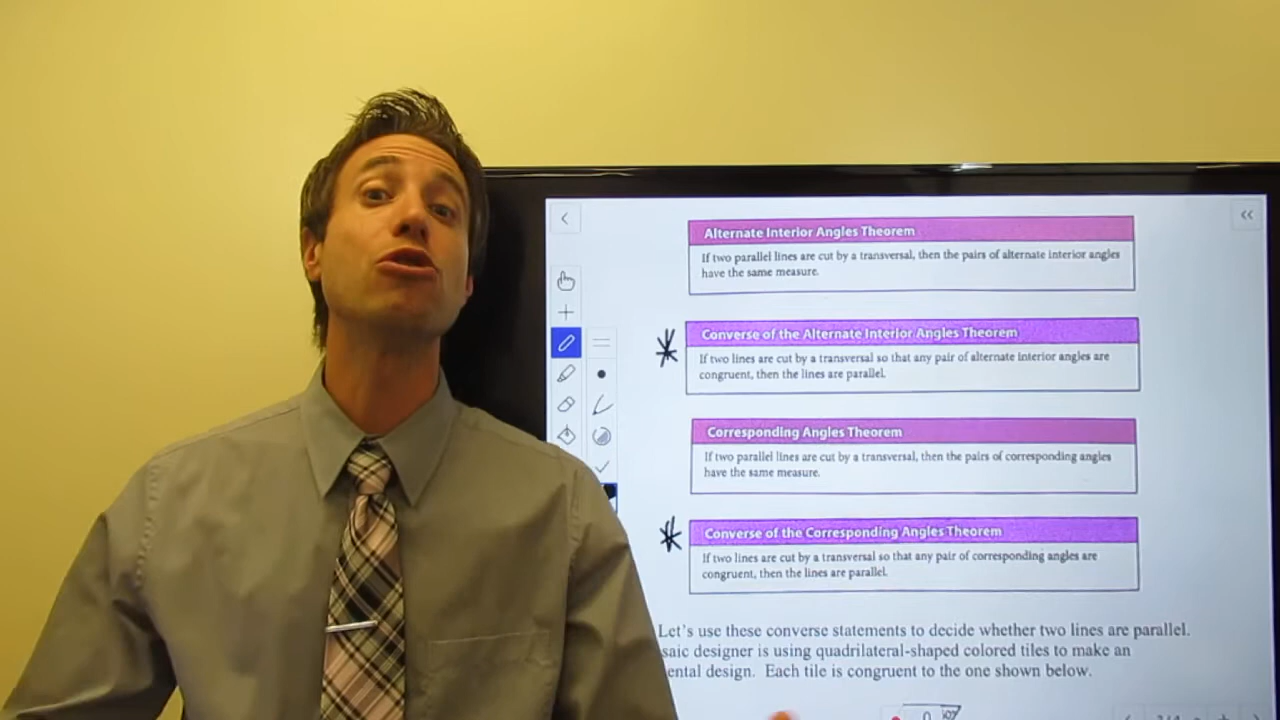 Alternate Interior Angles Theorem
If two parallel lines are cut by a transversal, then the pairs of alternate interior angles
have the same measure.
Converse of the Alternate Interior Angles Theorem
If two lines are cut by a transversal so that any pair of alternate interior angles are
congruent, then the lines are parallel.
Corresponding Angles Theorem
If two parallel lines are cut by a transversal, then the pairs of corresponding angles
have the same measure.
Converse of the Corresponding Angles Theorem
If two lines are cut by a transversal so that any pair of corresponding angles are
congruent, then the lines are parallel.
Let's use these converse statements to decide whether two lines are parallel.
saic designer is using quadrilateral-shaped colored tiles to make an
ental design. Each tile is congruent to the one shown below.